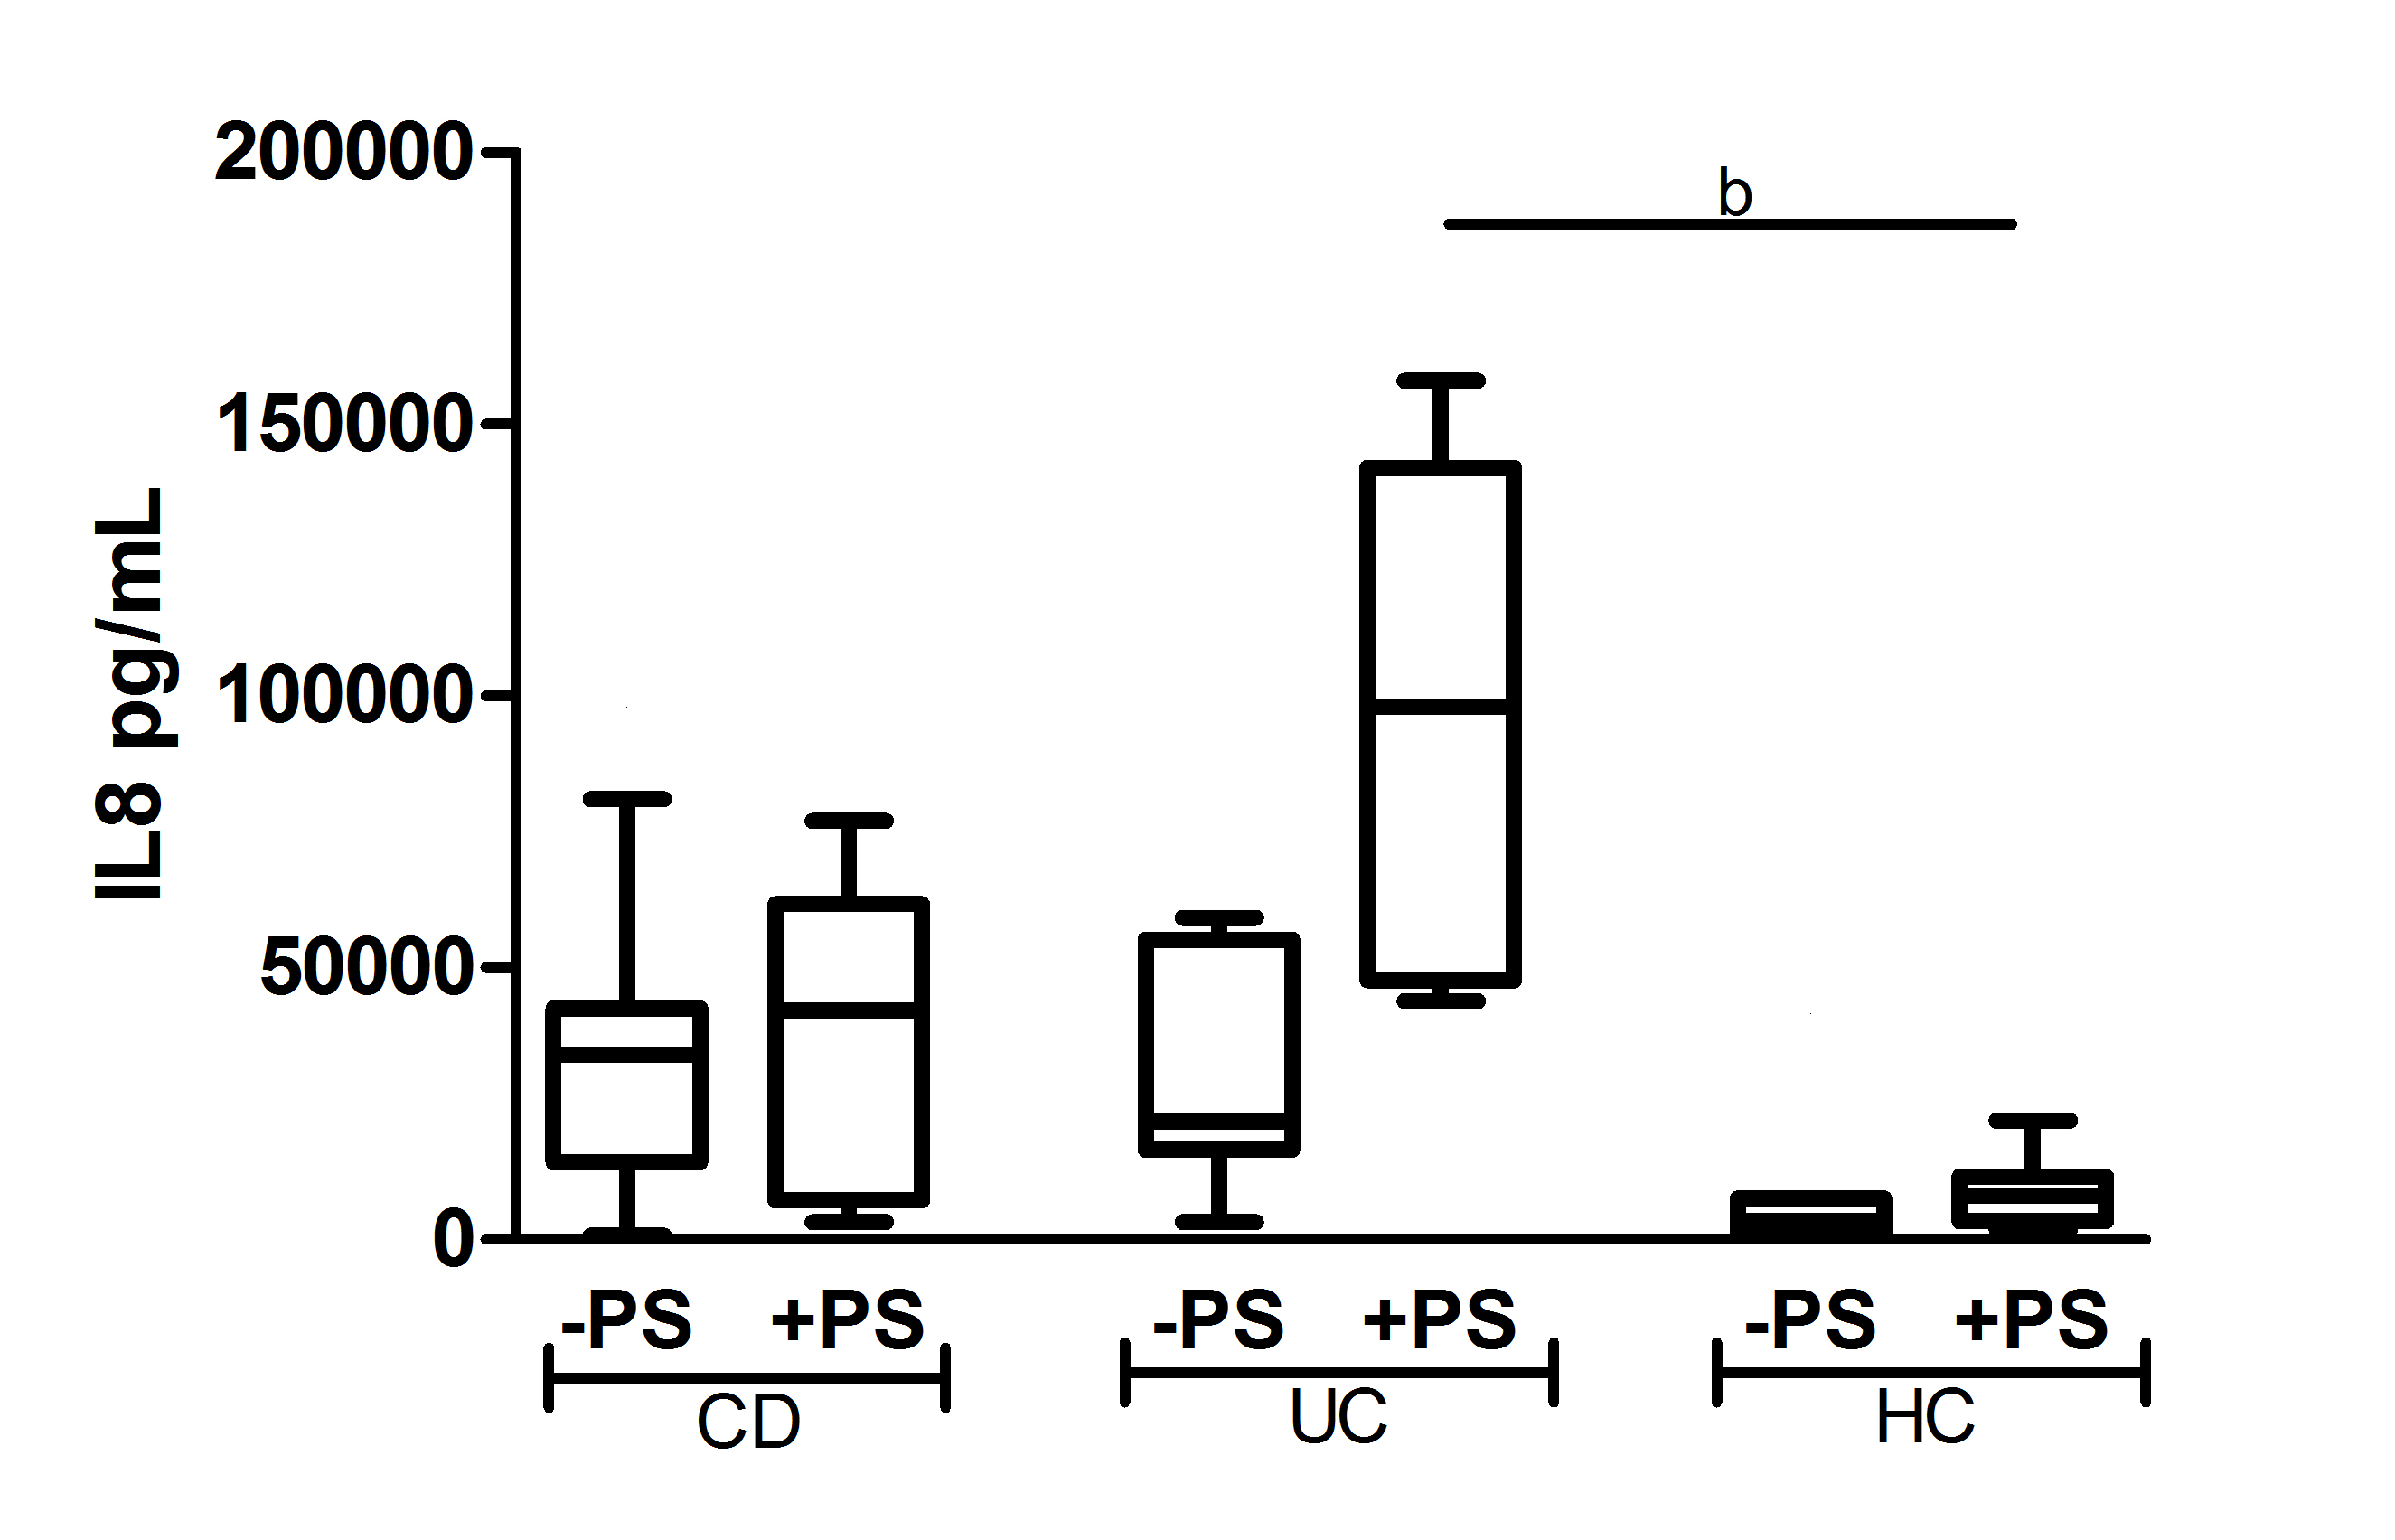 b
200000
150000
100000
50000
0
IL8 pg/mL
-PS +PS -PS +PS -PS +PS
CD UC HC